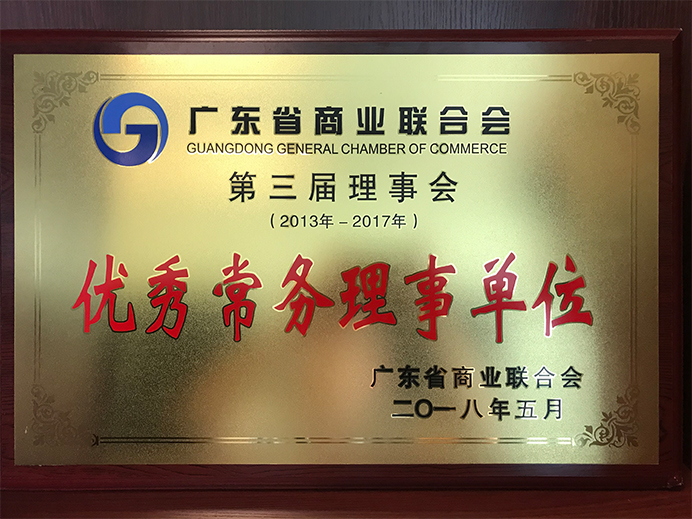 广东省商业联合会
GUANGDONG GENERAL CHAMBER OF COMMERCE
第三届理事会
（2013年－2017年）
优秀常务理事单位
广东省商业联合会
二〇一八年五月